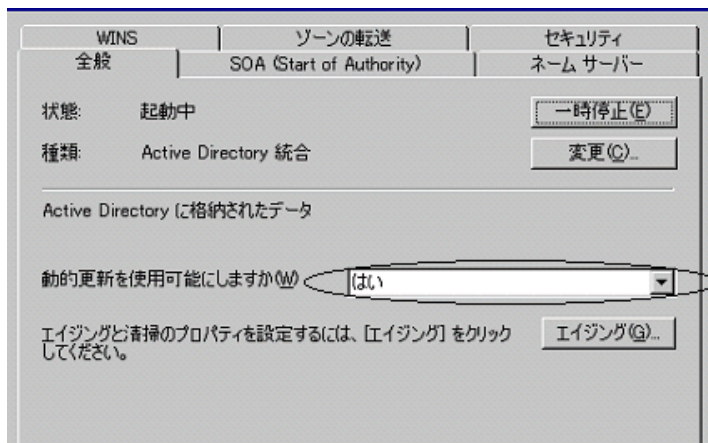 WINS ゾーンの転送 セキュリティ
全般 SOA (Start of Authority) ネーム サーバー
状態: 起動中 一時停止(E)
種類: Active Directory 統合 変更(C)...
Active Directory に格納されたデータ
動的更新を使用可能にしますか(W) はい
エイジングと清掃のプロパティを設定するには、[エイジング] をクリック
してください。 エイジング(G)...